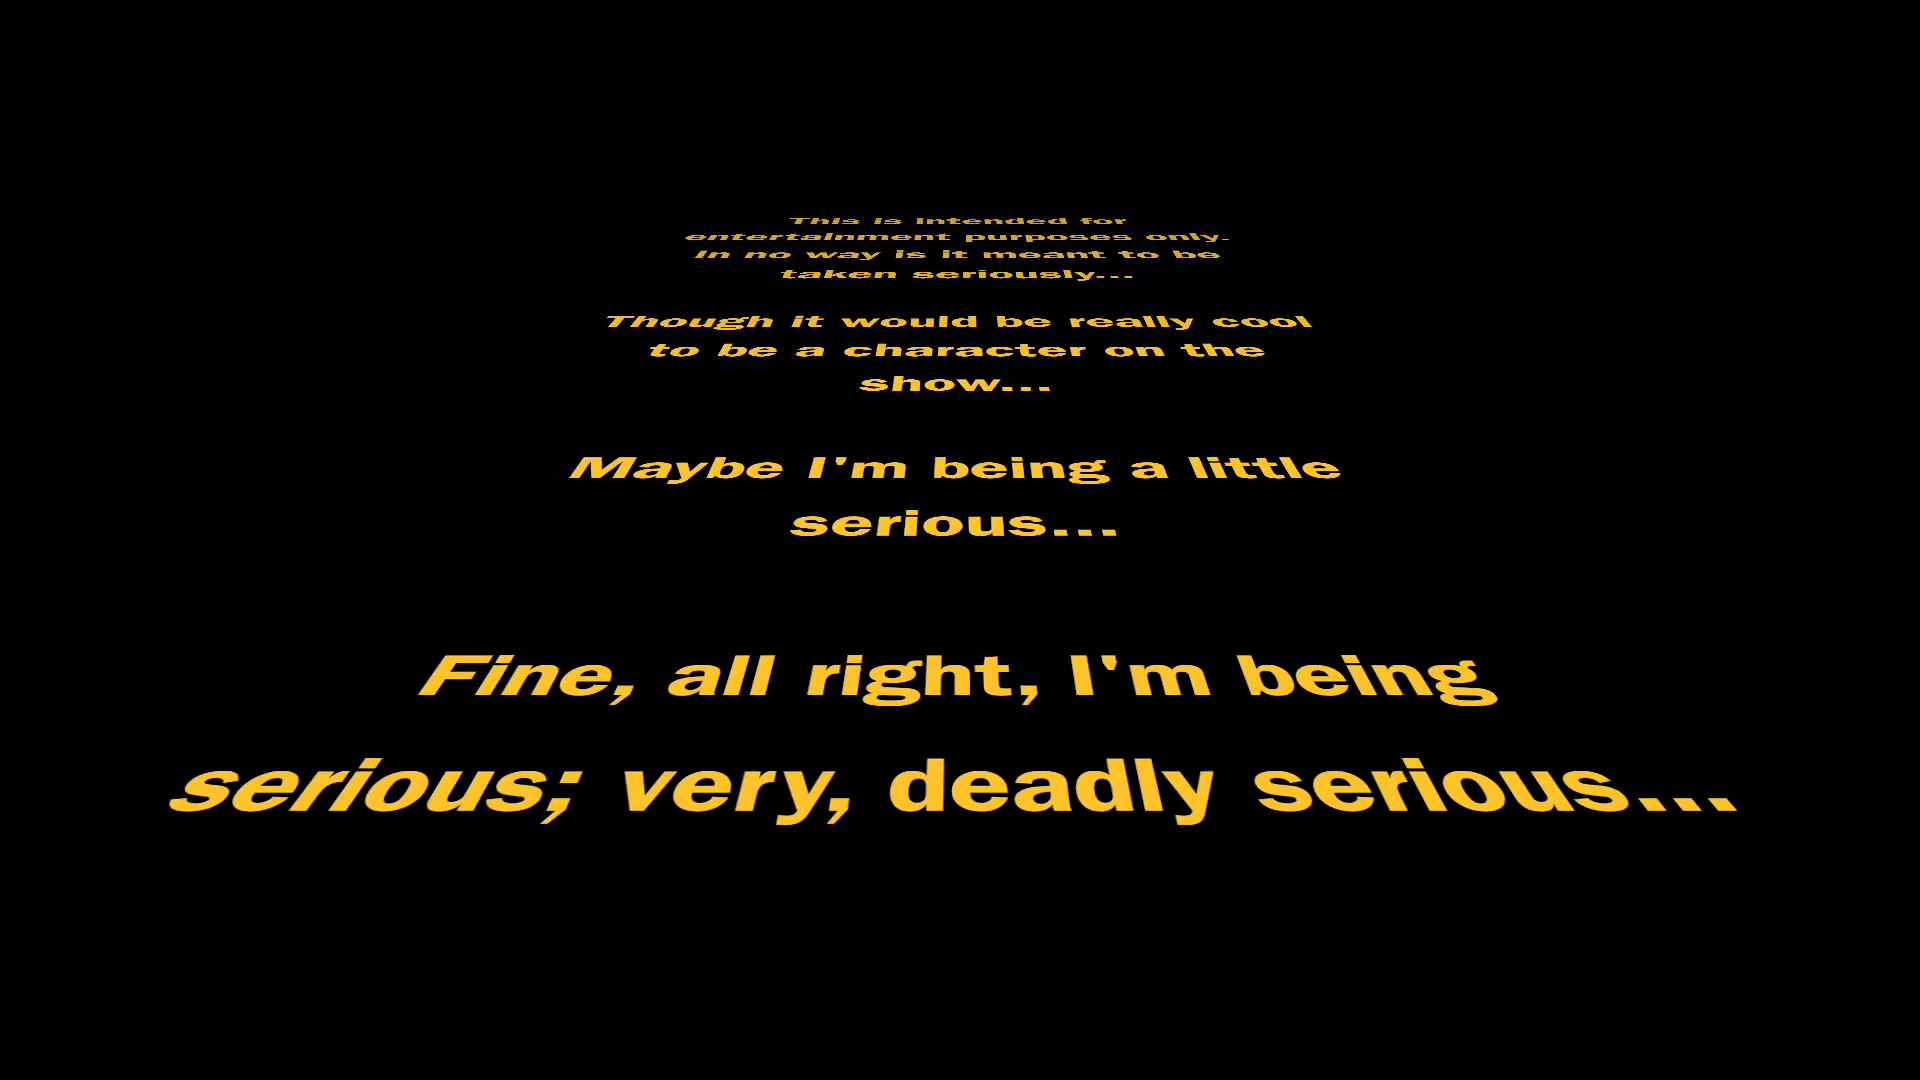 This is intended for
entertainment purposes only.
In no way is it meant to be
taken seriously...
Though it would be really cool
to be a character on the
show...
Maybe I'm being a little
serious...
Fine, all right, I'm being
serious; very, deadly serious...